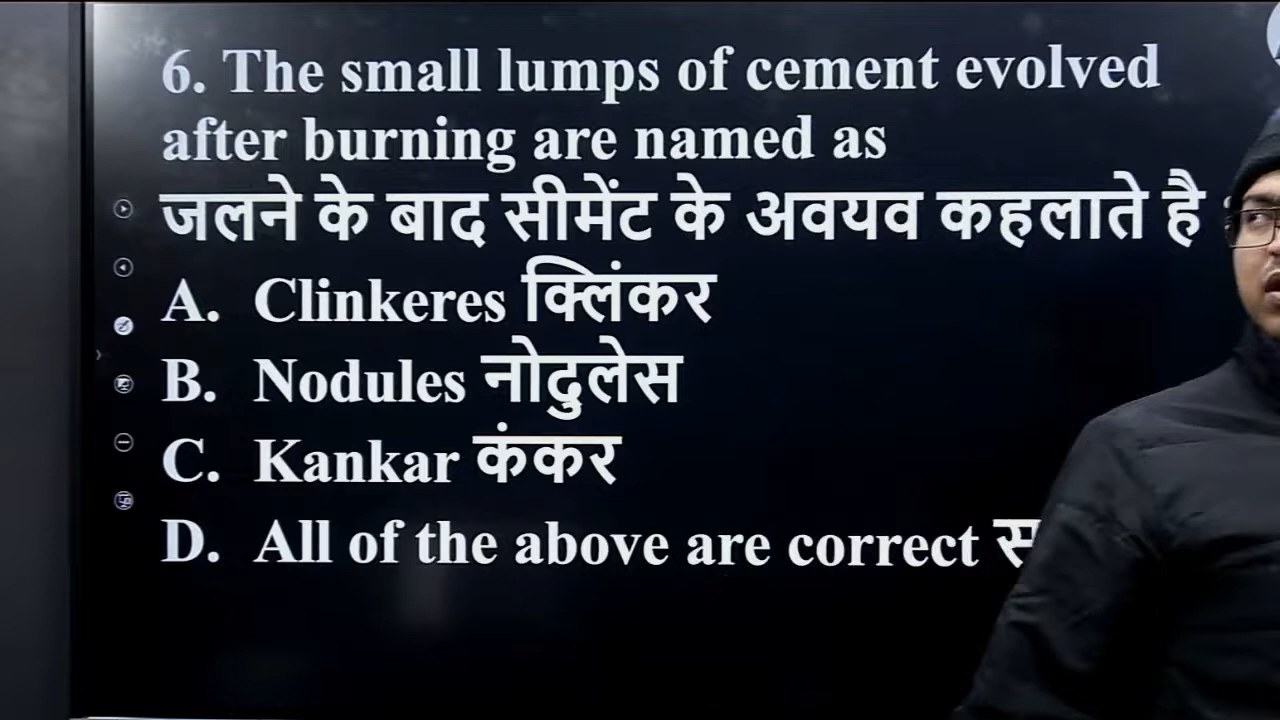 6. The small lumps of cement evolved
after burning are named as
जलने के बाद सीमेंट के अवयव कहलाते है
A. Clinkeres क्लिंकर
B. Nodules नोदुलेस
C. Kankar कंकर
D. All of the above are correct